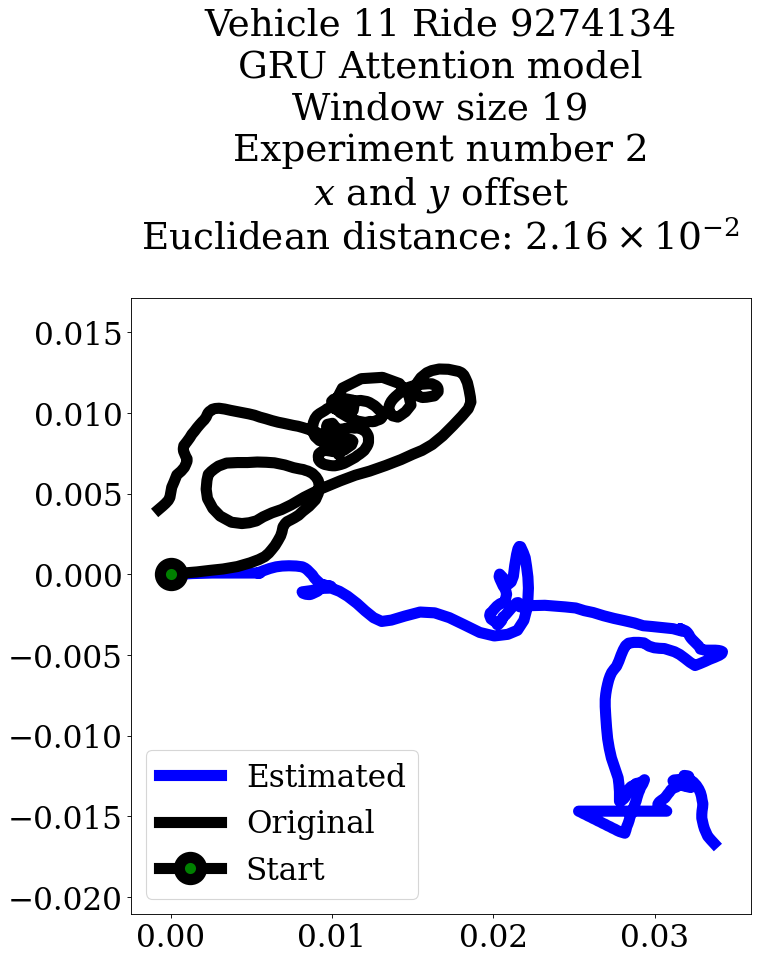 Vehicle 11 Ride 9274134
GRU Attention model
Window size 19
Experiment number 2
x and y offset
Euclidean distance: 2.16 × 10⁻²
0.015
0.010
0.005
0.000
−0.005
−0.010
−0.015
−0.020
Estimated
Original
Start
0.00 0.01 0.02 0.03